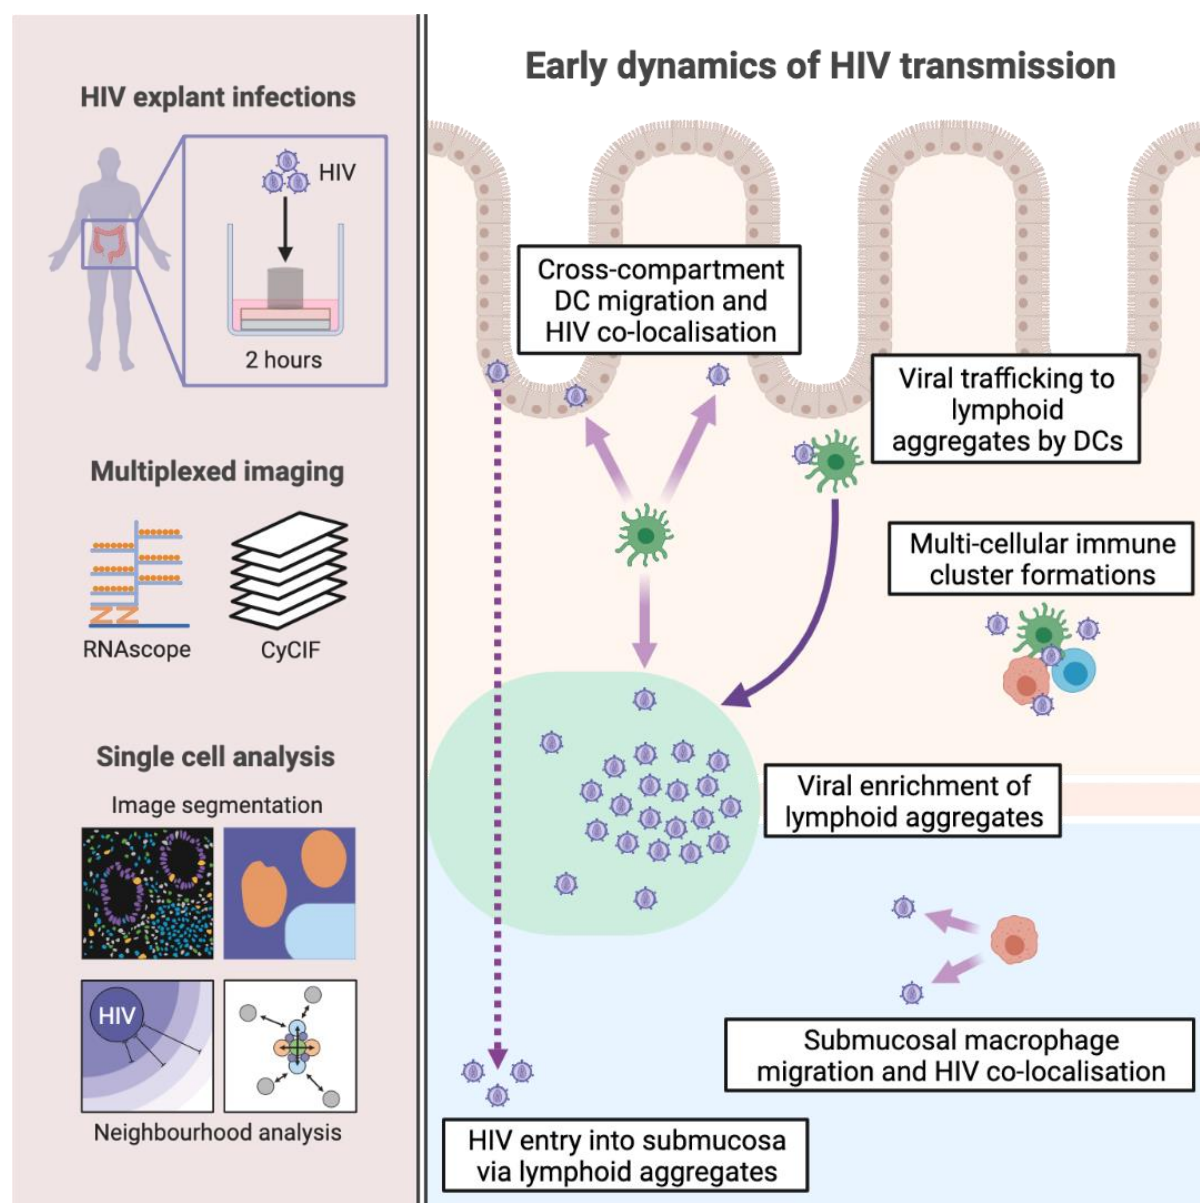 HIV explant infections
HIV
2 hours
Multiplexed imaging
RNAscope
CyCIF
Single cell analysis
Image segmentation
HIV
Neighbourhood analysis
Early dynamics of HIV transmission
Cross-compartment
DC migration and
HIV co-localisation
Viral trafficking to
lymphoid
aggregates by DCs
Multi-cellular immune
cluster formations
Viral enrichment of
lymphoid aggregates
Submucosal macrophage
migration and HIV co-localisation
HIV entry into submucosa
via lymphoid aggregates